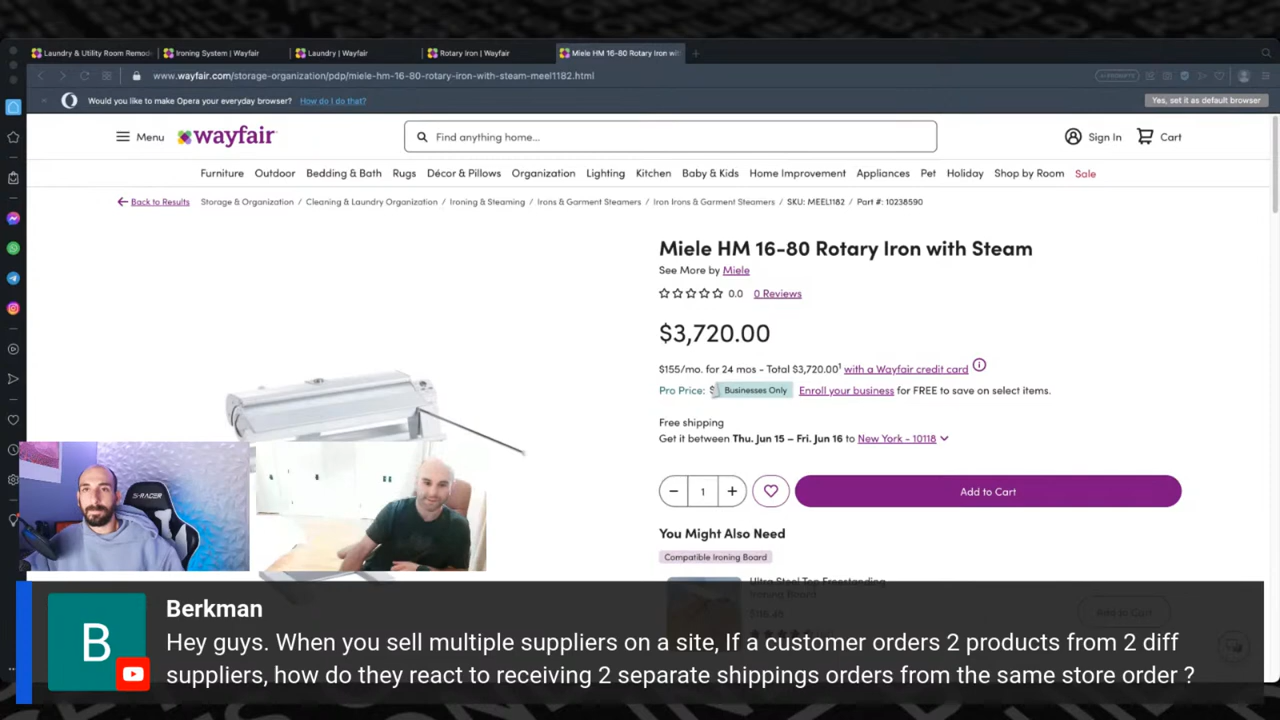 Laundry & Utility Room Remod
Ironing System | Wayfair
Laundry | Wayfair
Rotary Iron | Wayfair
Miele HM 16-80 Rotary Iron wit
www.wayfair.com/storage-organization/pdp/miele-hm-16-80-rotary-iron-with-steam-meel1182.html
Would you like to make Opera your everyday browser? How do I do that?
Yes, set it as default browser
Menu
wayfair
Find anything home...
Sign In
Cart
Furniture Outdoor Bedding & Bath Rugs Décor & Pillows Organization Lighting Kitchen Baby & Kids Home Improvement Appliances Pet Holiday Shop by Room Sale
Back to Results Storage & Organization / Cleaning & Laundry Organization / Ironing & Steaming / Irons & Garment Steamers / Iron Irons & Garment Steamers / SKU: MEEL1182 / Part #: 10238590
Miele HM 16-80 Rotary Iron with Steam
See More by Miele
0.0 0 Reviews
$3,720.00
$155/mo. for 24 mos - Total $3,720.00¹ with a Wayfair credit card
Pro Price: $ Businesses Only Enroll your business for FREE to save on select items.
Free shipping
Get it between Thu. Jun 15 – Fri. Jun 16 to New York - 10118
1
Add to Cart
You Might Also Need
Compatible Ironing Board
Ultra Steel Top Freestanding
Ironing Board
Add to Cart
S-RACER
B
Berkman
Hey guys. When you sell multiple suppliers on a site, If a customer orders 2 products from 2 diff
suppliers, how do they react to receiving 2 separate shippings orders from the same store order ?